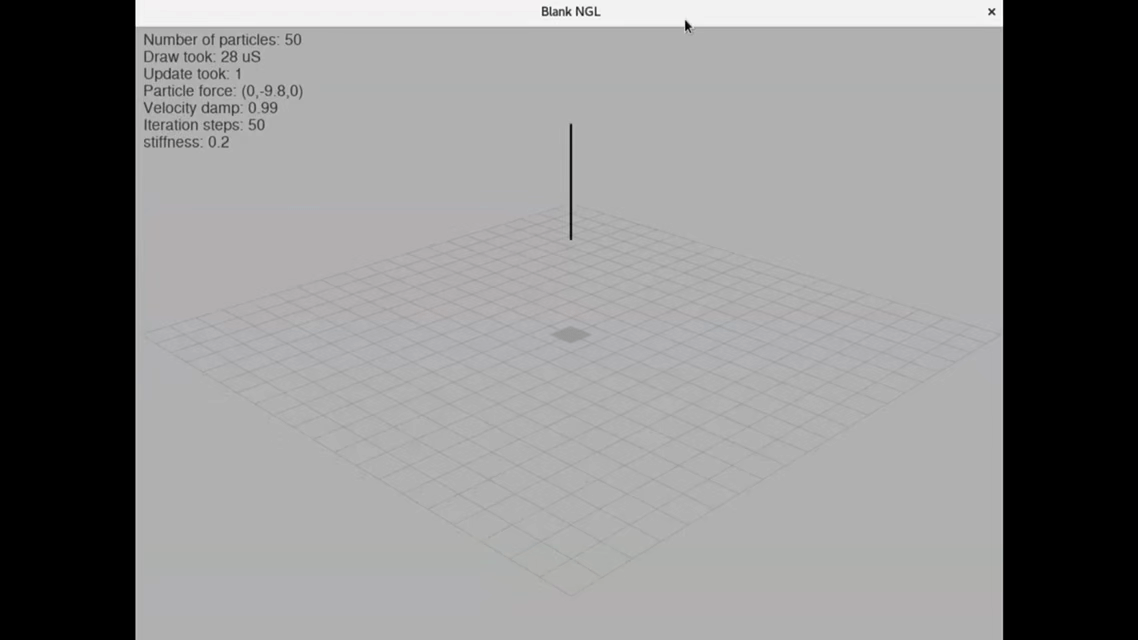 Blank NGL
Number of particles: 50
Draw took: 28 uS
Update took: 1
Particle force: (0,-9.8,0)
Velocity damp: 0.99
Iteration steps: 50
stiffness: 0.2